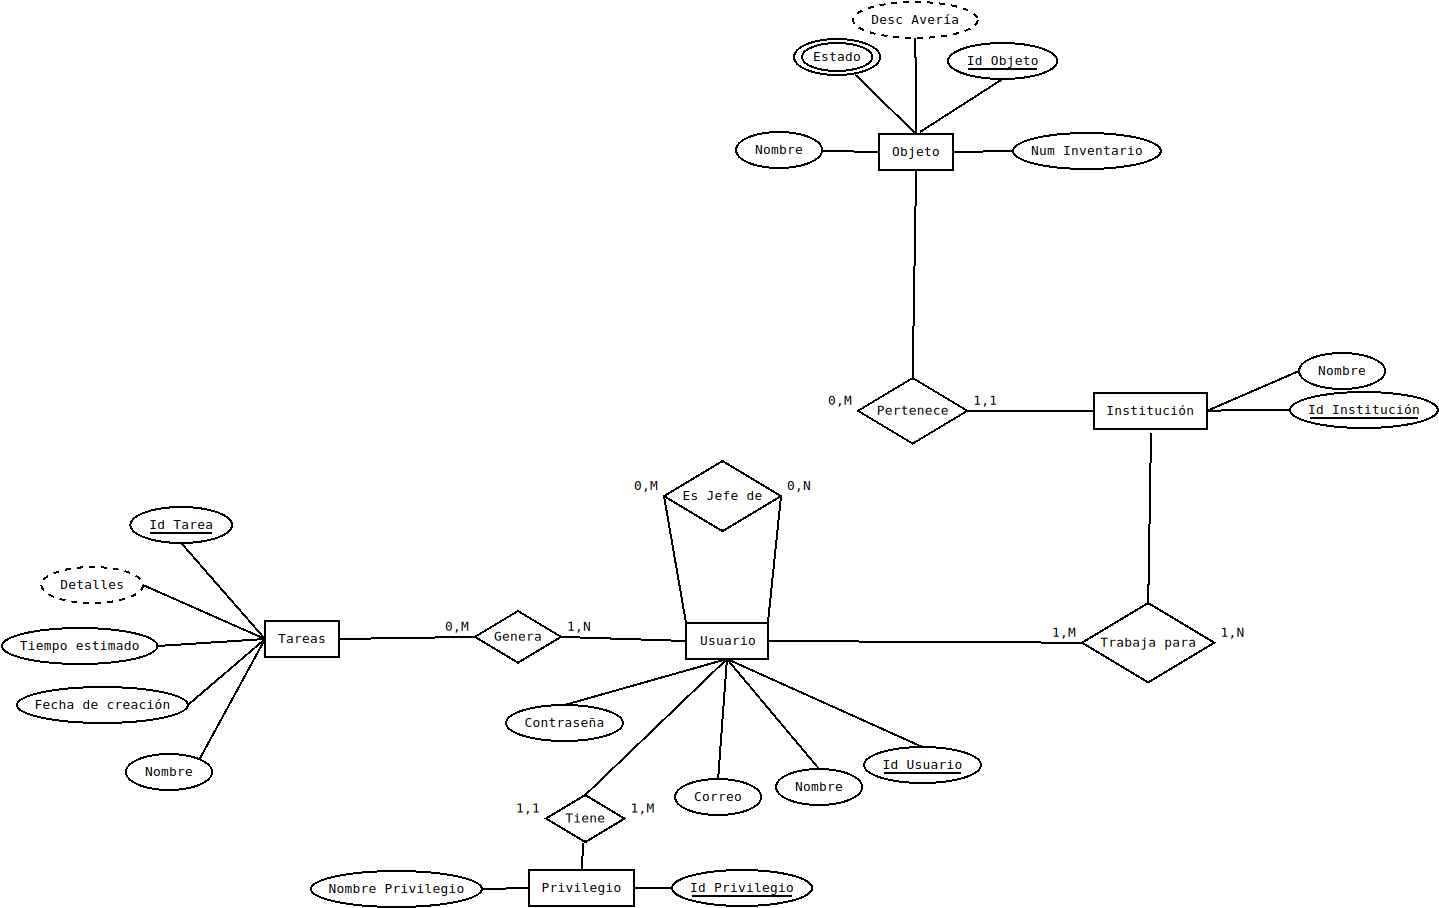 Desc Avería
Estado
Id Objeto
Nombre
Objeto
Num Inventario
Nombre
0,M
Pertenece
1,1
Institución
Id Institución
0,M
Es Jefe de
0,N
Id Tarea
Detalles
Tiempo estimado
Tareas
0,M
Genera
1,N
Usuario
1,M
Trabaja para
1,N
Fecha de creación
Contraseña
Nombre
Correo
Nombre
Id Usuario
1,1
Tiene
1,M
Nombre Privilegio
Privilegio
Id Privilegio